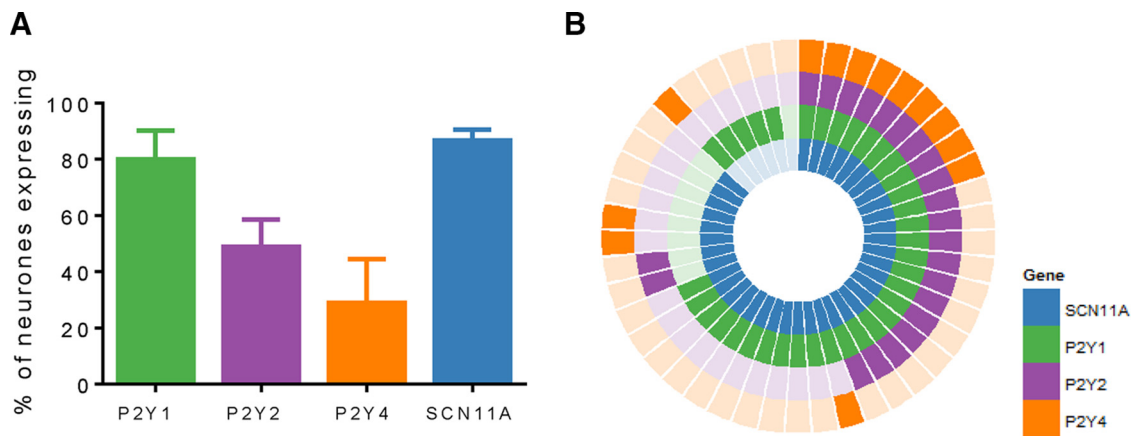 A
% of neurones expressing
100
80
60
40
20
0
P2Y1
P2Y2
P2Y4
SCN11A
B
Gene
SCN11A
P2Y1
P2Y2
P2Y4